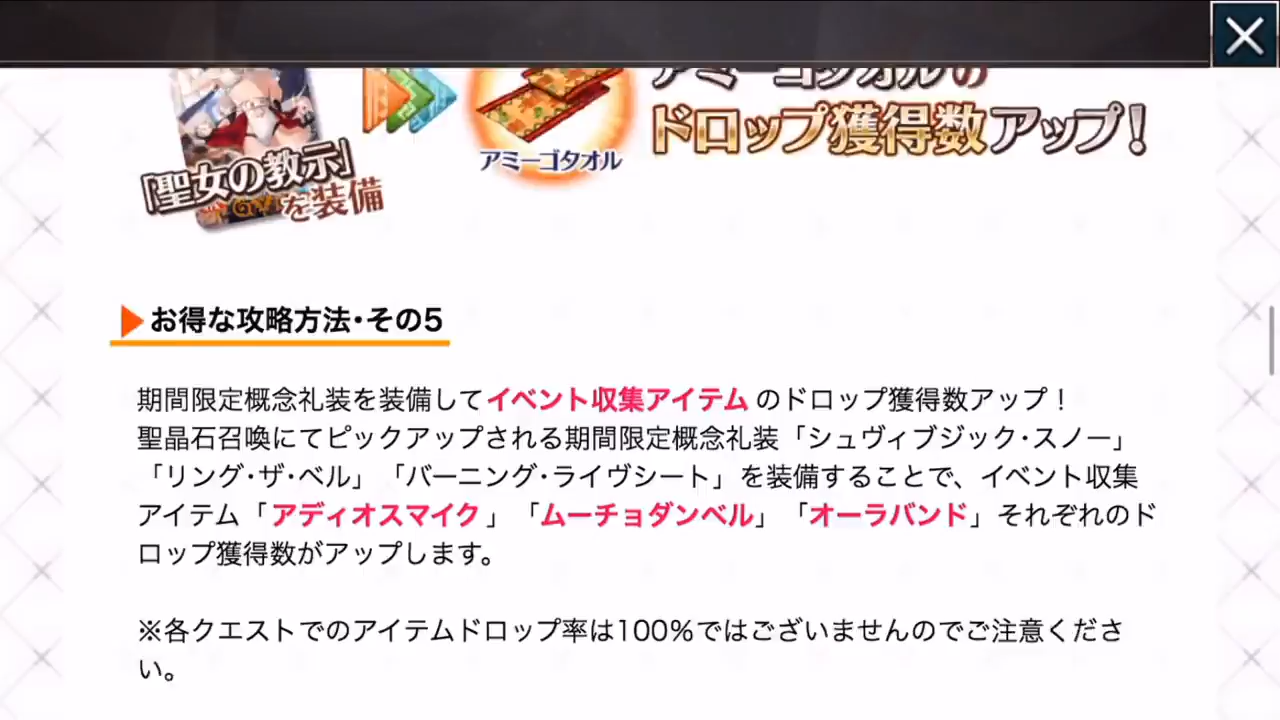 アミーゴタオルの
ドロップ獲得数アップ！
アミーゴタオル
「聖女の教示」
を装備
お得な攻略方法・その5
期間限定概念礼装を装備してイベント収集アイテムのドロップ獲得数アップ！
聖晶石召喚にてピックアップされる期間限定概念礼装「シュヴィブジック・スノー」
「リング・ザ・ベル」「バーニング・ライヴシート」を装備することで、イベント収集
アイテム「アディオスマイク」「ムーチョダンベル」「オーラバンド」それぞれのド
ロップ獲得数がアップします。
※各クエストでのアイテムドロップ率は100%ではございませんのでご注意くださ
い。